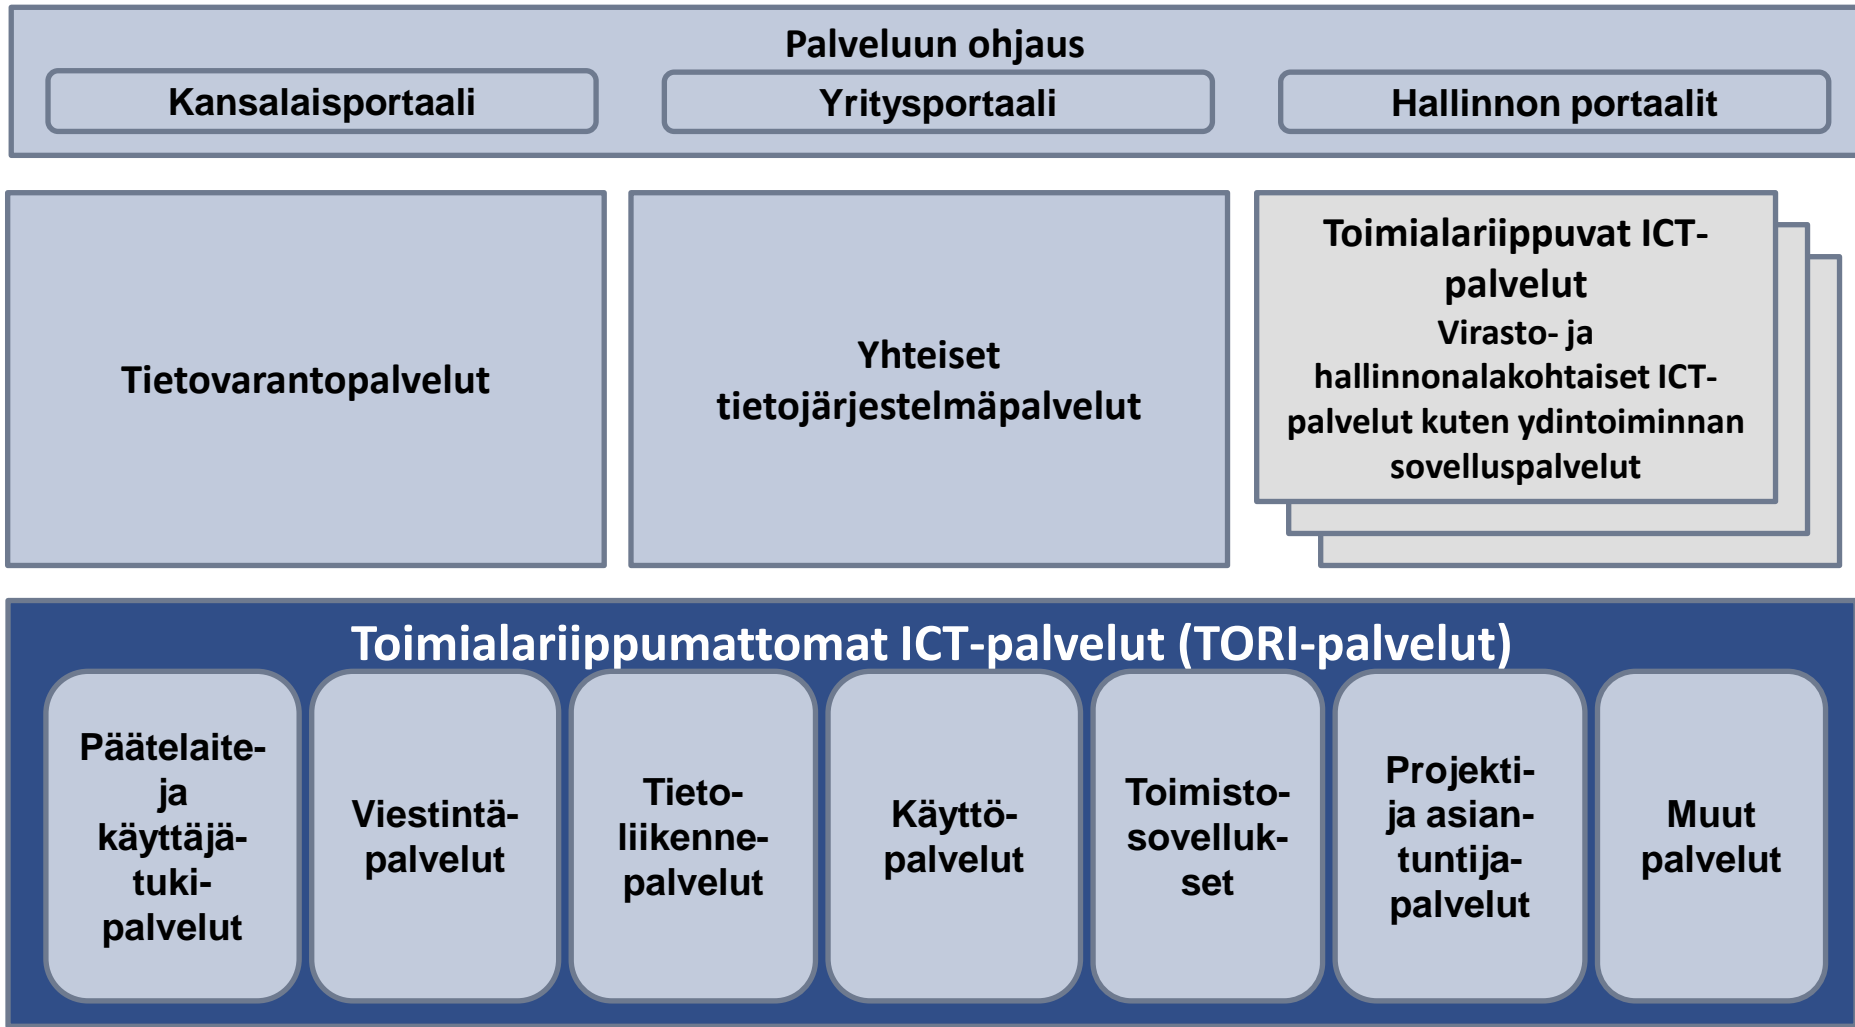 Palveluun ohjaus
Kansalaisportaali
Yritysportaali
Hallinnon portaalit
Tietovarantopalvelut
Yhteiset
tietojärjestelmäpalvelut
Toimialariippuvat ICT-
palvelut
Virasto- ja
hallinnonalakohtaiset ICT-
palvelut kuten ydintoiminnan
sovelluspalvelut
Toimialariippumattomat ICT-palvelut (TORI-palvelut)
Päätelaite-
ja
käyttäjä-
tuki-
palvelut
Viestintä-
palvelut
Tieto-
liikenne-
palvelut
Käyttö-
palvelut
Toimisto-
sovelluk-
set
Projekti-
ja asian-
tuntija-
palvelut
Muut
palvelut